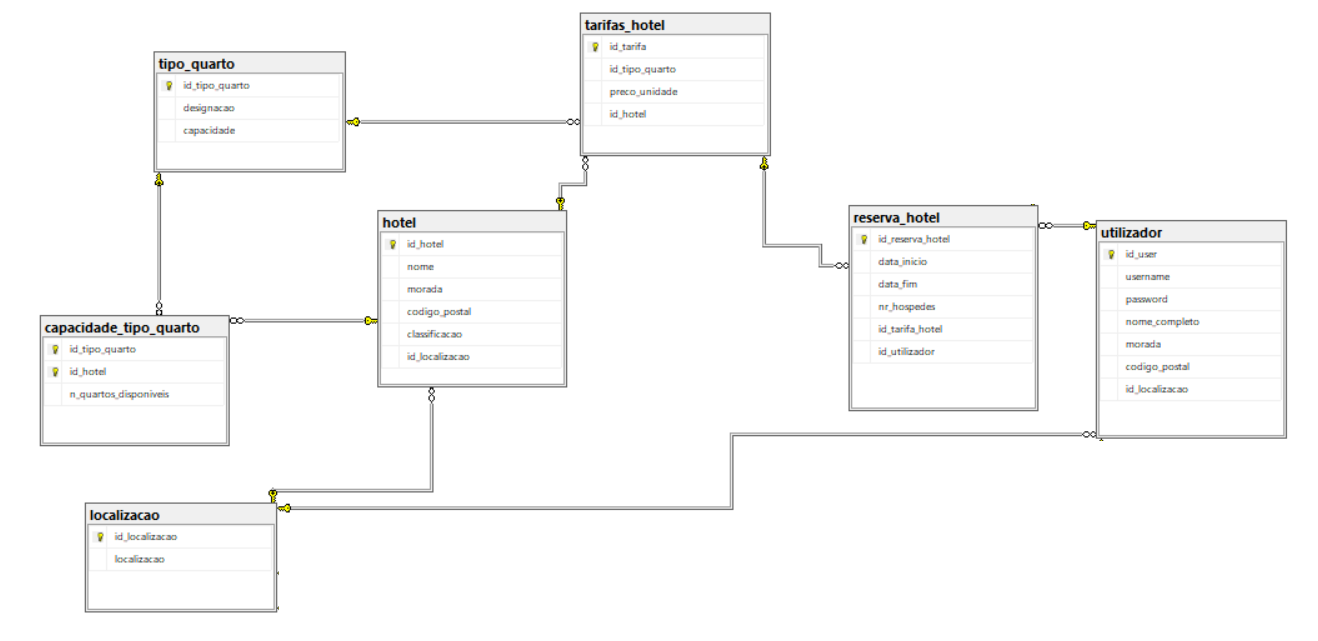 tarifas_hotel
id_tarifa
id_tipo_quarto
preco_unidade
id_hotel
tipo_quarto
id_tipo_quarto
designacao
capacidade
hotel
id_hotel
nome
morada
codigo_postal
classificacao
id_localizacao
reserva_hotel
id_reserva_hotel
data_inicio
data_fim
nr_hospedes
id_tarifa_hotel
id_utilizador
utilizador
id_user
username
password
nome_completo
morada
codigo_postal
id_localizacao
capacidade_tipo_quarto
id_tipo_quarto
id_hotel
n_quartos_disponiveis
localizacao
id_localizacao
localizacao